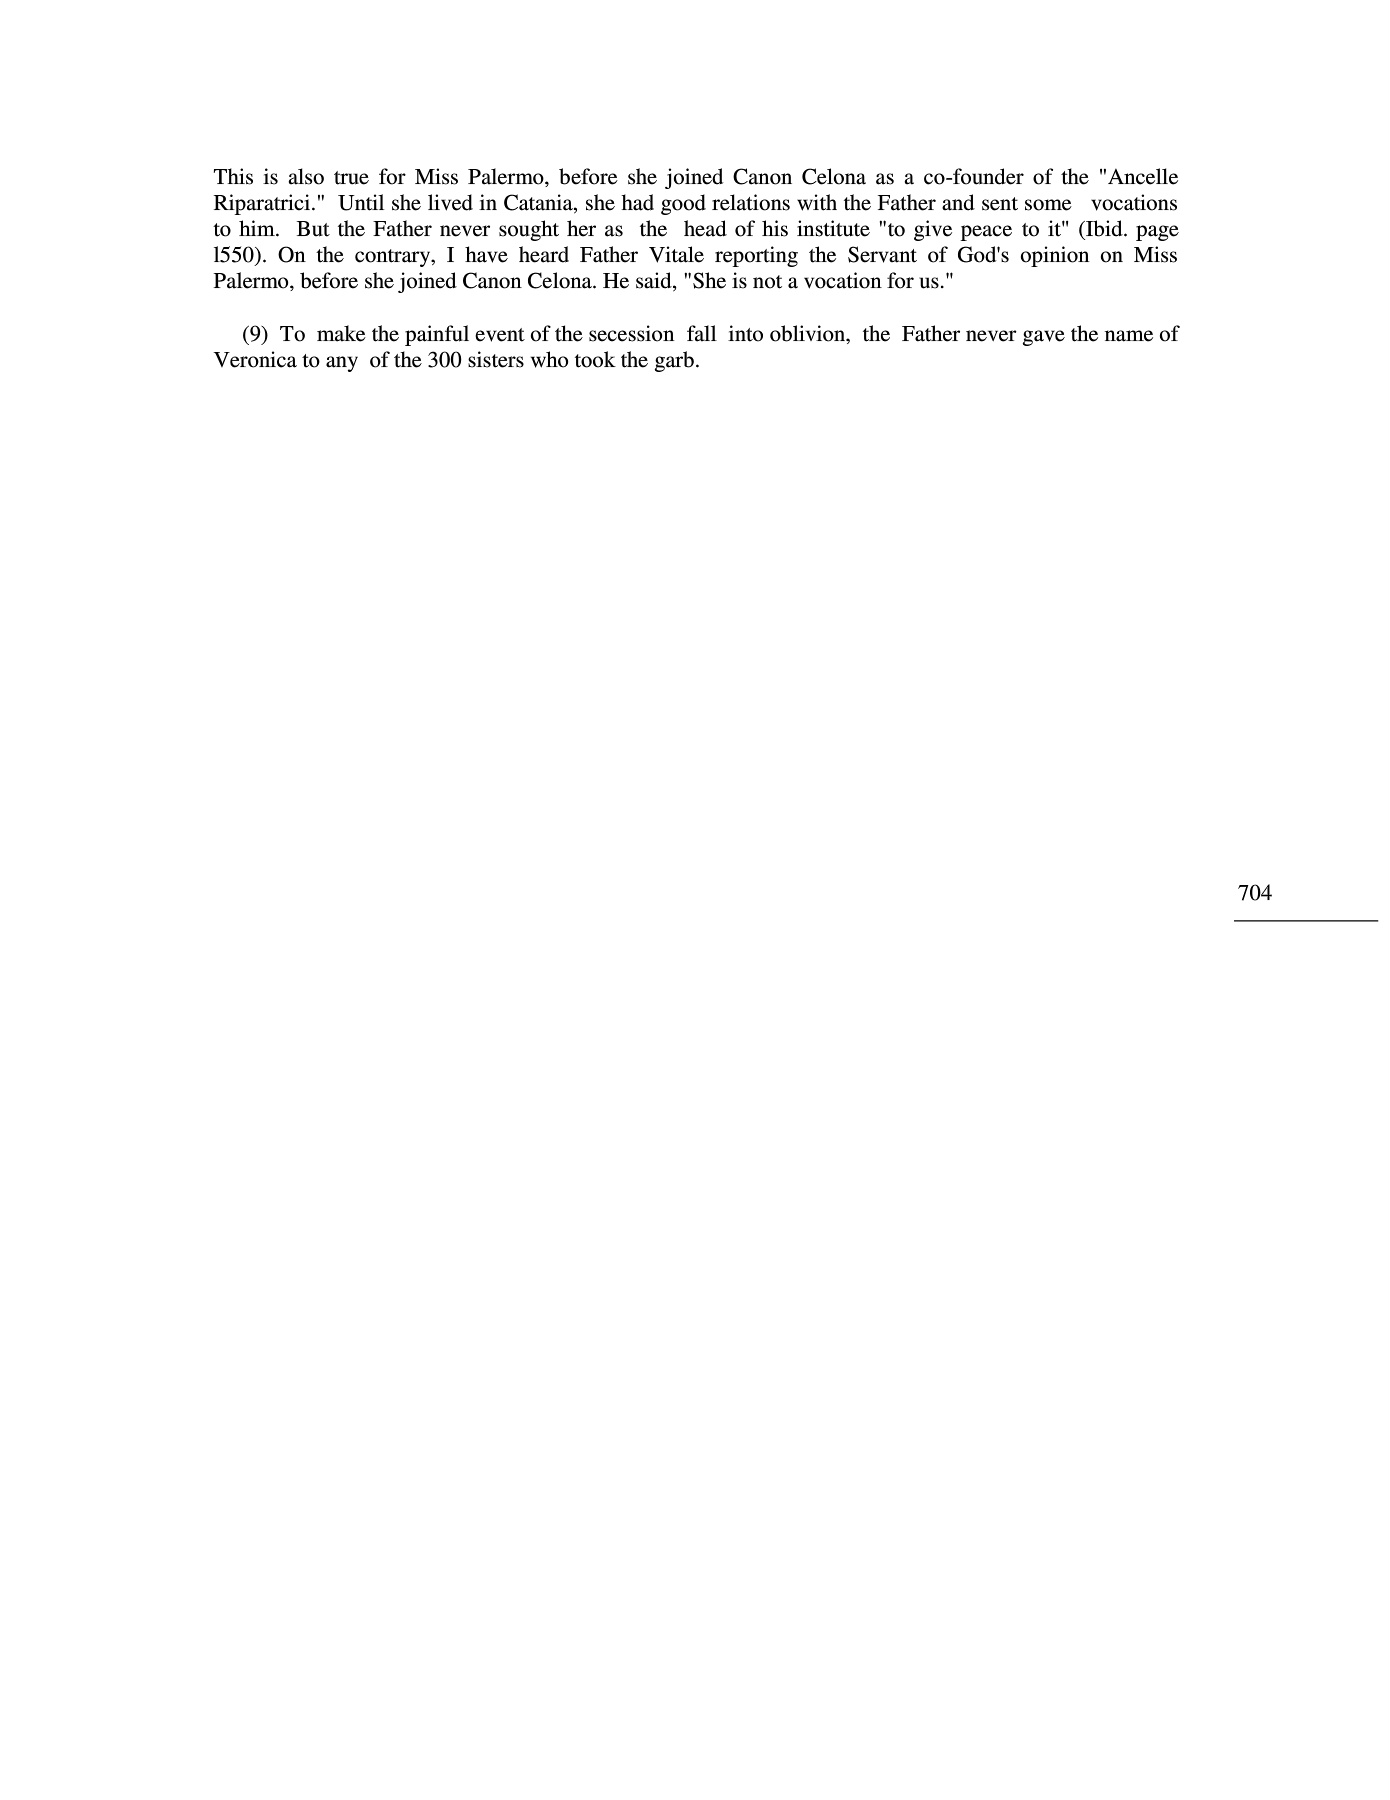 This is also true for Miss Palermo, before she joined Canon Celona as a co-founder of the "Ancelle
Riparatrici." Until she lived in Catania, she had good relations with the Father and sent some vocations
to him. But the Father never sought her as the head of his institute "to give peace to it" (Ibid. page
l550). On the contrary, I have heard Father Vitale reporting the Servant of God's opinion on Miss
Palermo, before she joined Canon Celona. He said, "She is not a vocation for us."
(9) To make the painful event of the secession fall into oblivion, the Father never gave the name of
Veronica to any of the 300 sisters who took the garb.
704